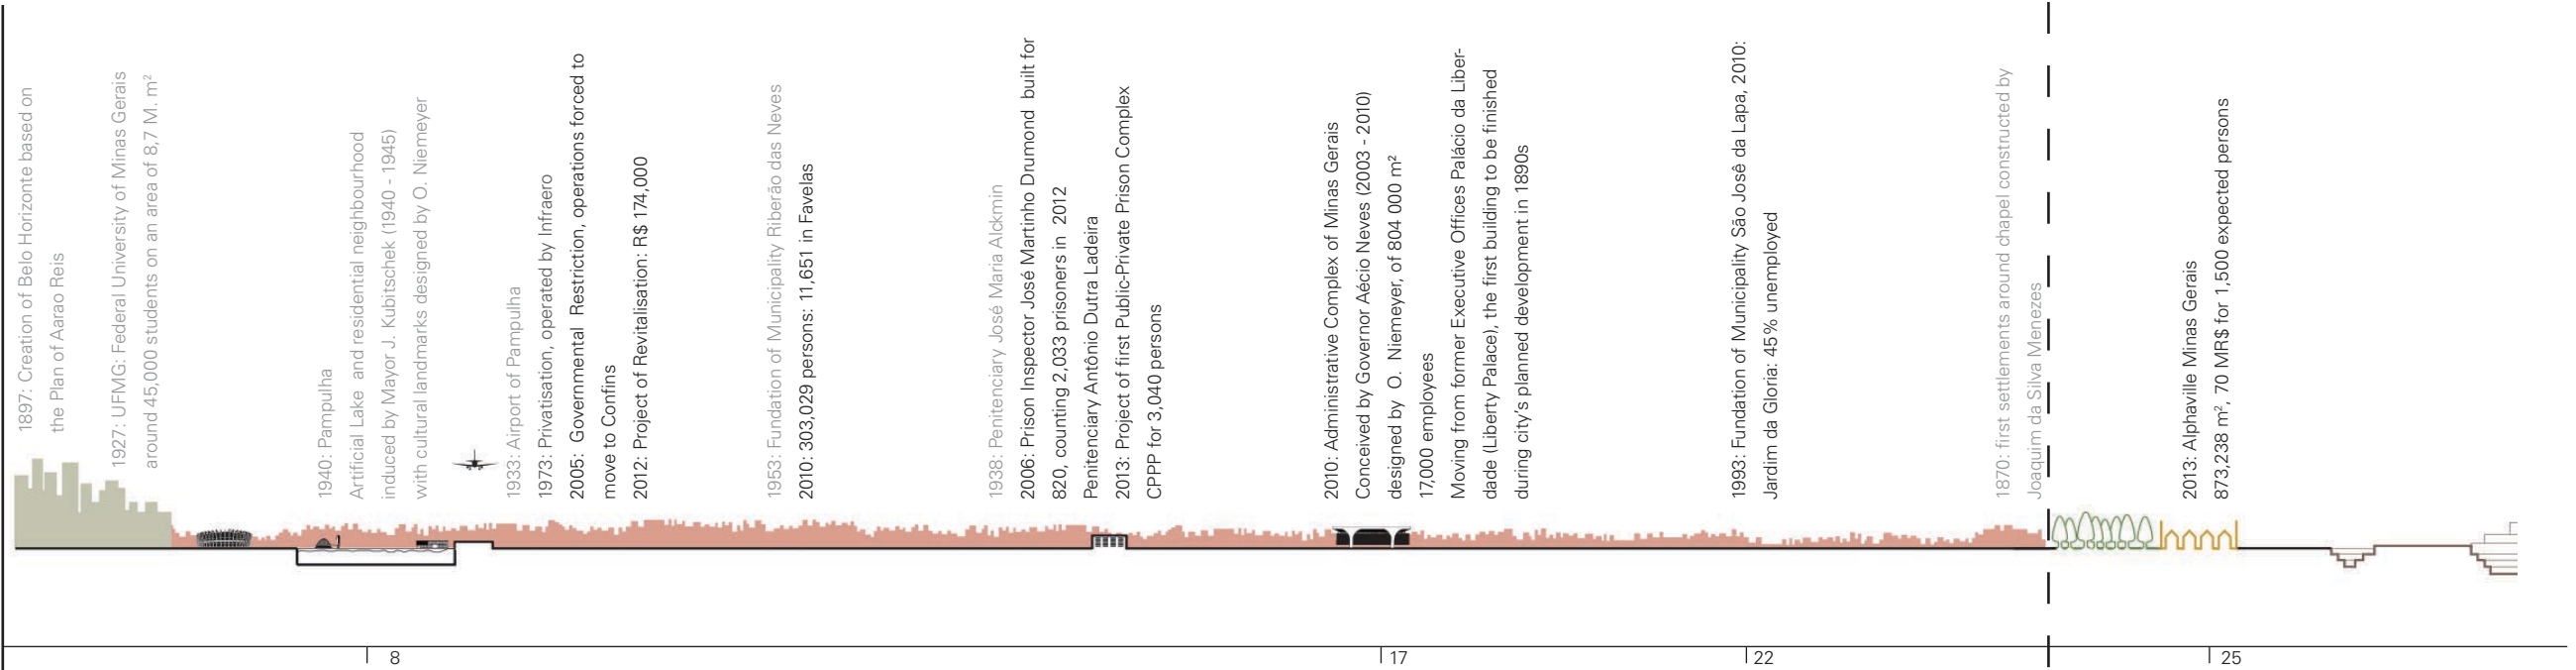 1897: Creation of Belo Horizonte based on
the Plan of Aarao Reis
1927: UFMG: Federal University of Minas Gerais
around 45,000 students on an area of 8,7 M. m²
1940: Pampulha
Artificial Lake and residential neighbourhood
induced by Mayor J. Kubitschek (1940 - 1945)
with cultural landmarks designed by O. Niemeyer
1933: Airport of Pampulha
1973: Privatisation, operated by Infraero
2005: Governmental Restriction, operations forced to
move to Confins
2012: Project of Revitalisation: R$ 174,000
1953: Fundation of Municipality Riberão das Neves
2010: 303,029 persons: 11,651 in Favelas
1938: Penitenciary José Maria Alckmin
2006: Prison Inspector José Martinho Drumond built for
820, counting 2,033 prisoners in 2012
Penitenciary Antônio Dutra Ladeira
2013: Project of first Public-Private Prison Complex
CPPP for 3,040 persons
2010: Administrative Complex of Minas Gerais
Conceived by Governor Aécio Neves (2003 - 2010)
designed by O. Niemeyer, of 804 000 m²
17,000 employees
Moving from former Executive Offices Palácio da Liber-
dade (Liberty Palace), the first building to be finished
during city's planned development in 1890s
1993: Fundation of Municipality São José da Lapa, 2010:
Jardim da Gloria: 45% unemployed
1870: first settlements around chapel constructed by
Joaquim da Silva Menezes
2013: Alphaville Minas Gerais
873,238 m², 70 MR$ for 1,500 expected persons
8
17
22
25